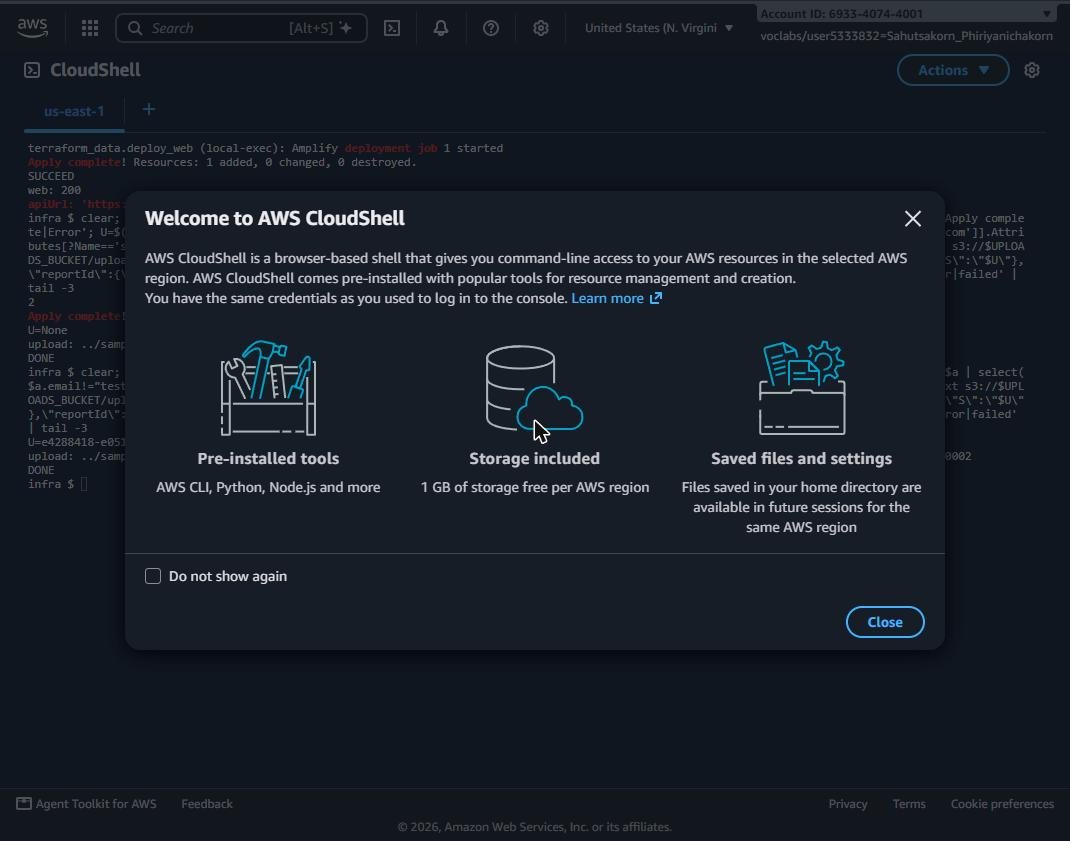 aws
Search [Alt+S]
United States (N. Virgini
Account ID: 6933-4074-4001
voclabs/user5333832=Sahutsakorn_Phiriyanichakorn
CloudShell
Actions
us-east-1
+
terraform_data.deploy_web (local-exec): Amplify deployment job 1 started
Apply complete! Resources: 1 added, 0 changed, 0 destroyed.
SUCCEED
web: 200
apiUrl: 'https:
infra $ clear; Apply comple
te|Error'; U=$( com']].Attri
butes[?Name=='s s3://$UPLOA
DS_BUCKET/uploa S\":\"$U\"},
\"reportId\":{\ r|failed' |
tail -3
2
Apply complete!
U=None
upload: ../samp
DONE
infra $ clear; $a | select(
$a.email!="test xt s3://$UPL
OADS_BUCKET/upl \"S\":\"$U\"
},\"reportId\": ror|failed'
| tail -3
U=e4288418-e051
upload: ../samp 0002
DONE
infra $
Welcome to AWS CloudShell
AWS CloudShell is a browser-based shell that gives you command-line access to your AWS resources in the selected AWS
region. AWS CloudShell comes pre-installed with popular tools for resource management and creation.
You have the same credentials as you used to log in to the console. Learn more
Pre-installed tools
AWS CLI, Python, Node.js and more
Storage included
1 GB of storage free per AWS region
Saved files and settings
Files saved in your home directory are
available in future sessions for the
same AWS region
Do not show again
Close
Agent Toolkit for AWS Feedback Privacy Terms Cookie preferences
© 2026, Amazon Web Services, Inc. or its affiliates.